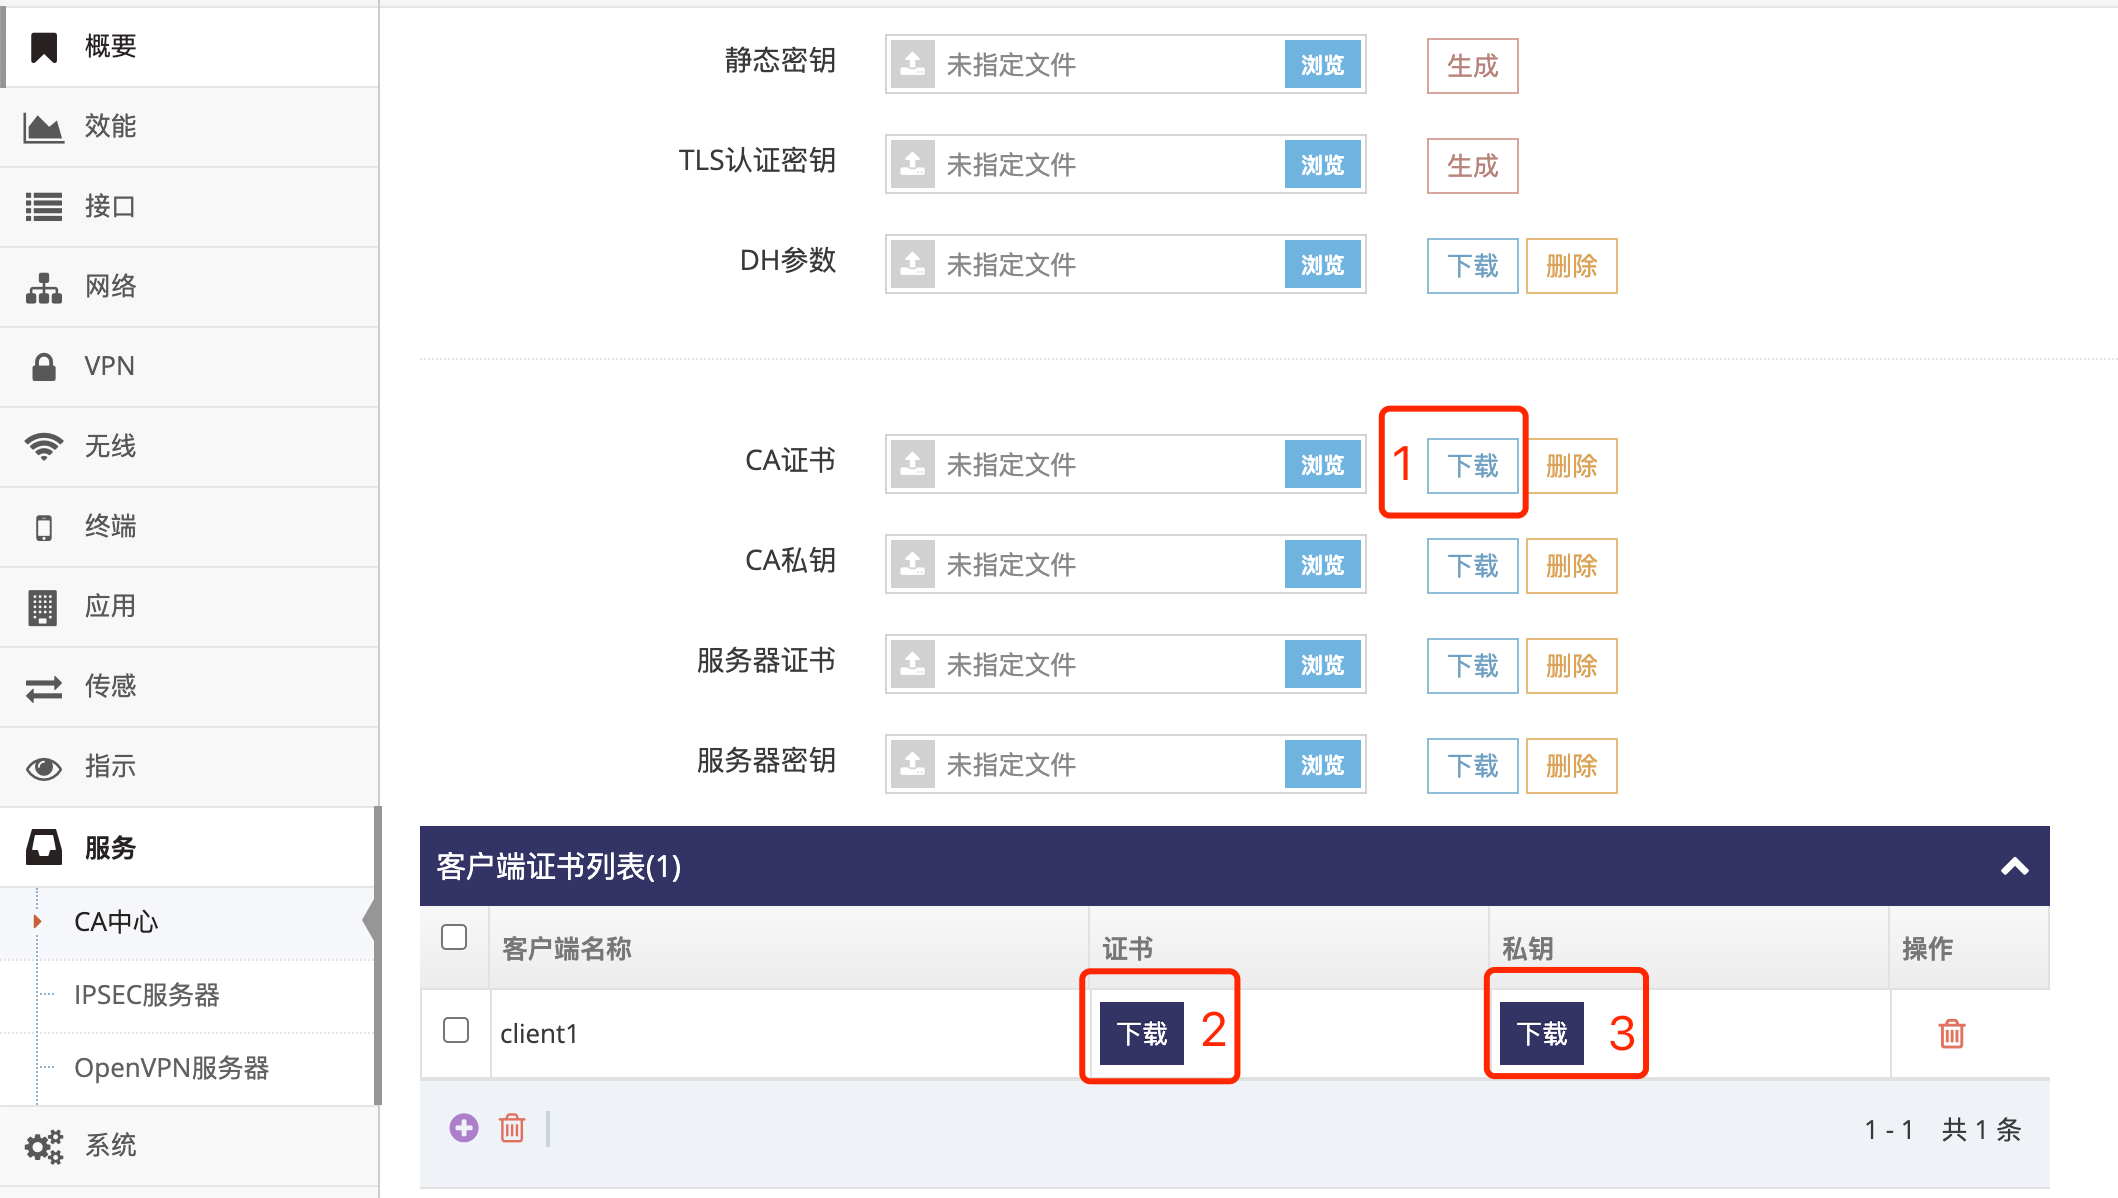 概要
效能
接口
网络
VPN
无线
终端
应用
传感
指示
服务
CA中心
IPSEC服务器
OpenVPN服务器
系统
静态密钥 未指定文件 浏览 生成
TLS认证密钥 未指定文件 浏览 生成
DH参数 未指定文件 浏览 下载 删除
CA证书 未指定文件 浏览 1 下载 删除
CA私钥 未指定文件 浏览 下载 删除
服务器证书 未指定文件 浏览 下载 删除
服务器密钥 未指定文件 浏览 下载 删除
客户端证书列表(1)
客户端名称 证书 私钥 操作
client1 下载 2 下载 3
1 - 1 共 1 条